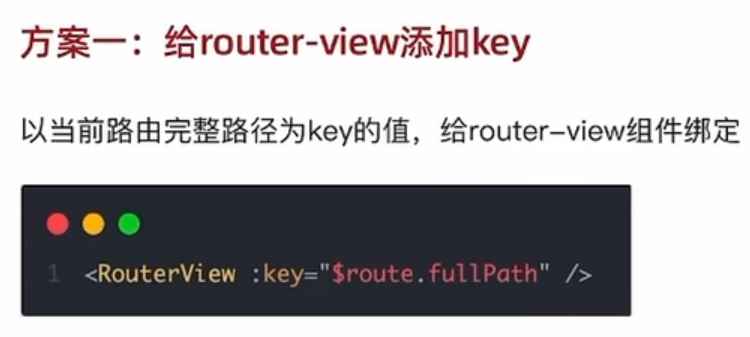 方案一：给router-view添加key
以当前路由完整路径为key的值，给router-view组件绑定
1 <RouterView :key="$route.fullPath" />